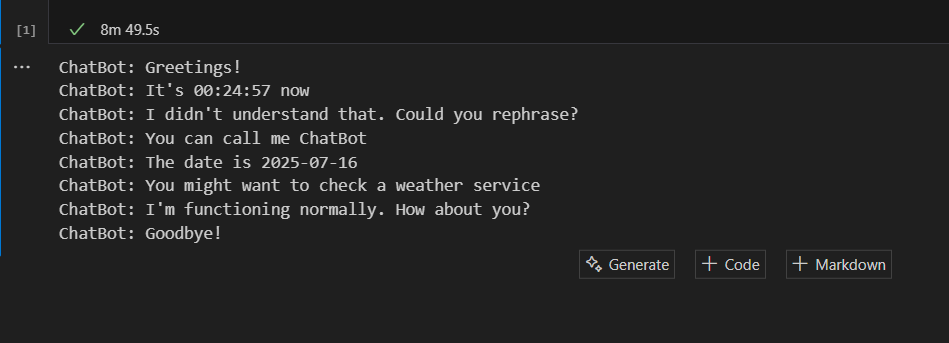 [1] 8m 49.5s
...
ChatBot: Greetings!
ChatBot: It's 00:24:57 now
ChatBot: I didn't understand that. Could you rephrase?
ChatBot: You can call me ChatBot
ChatBot: The date is 2025-07-16
ChatBot: You might want to check a weather service
ChatBot: I'm functioning normally. How about you?
ChatBot: Goodbye!
Generate + Code + Markdown